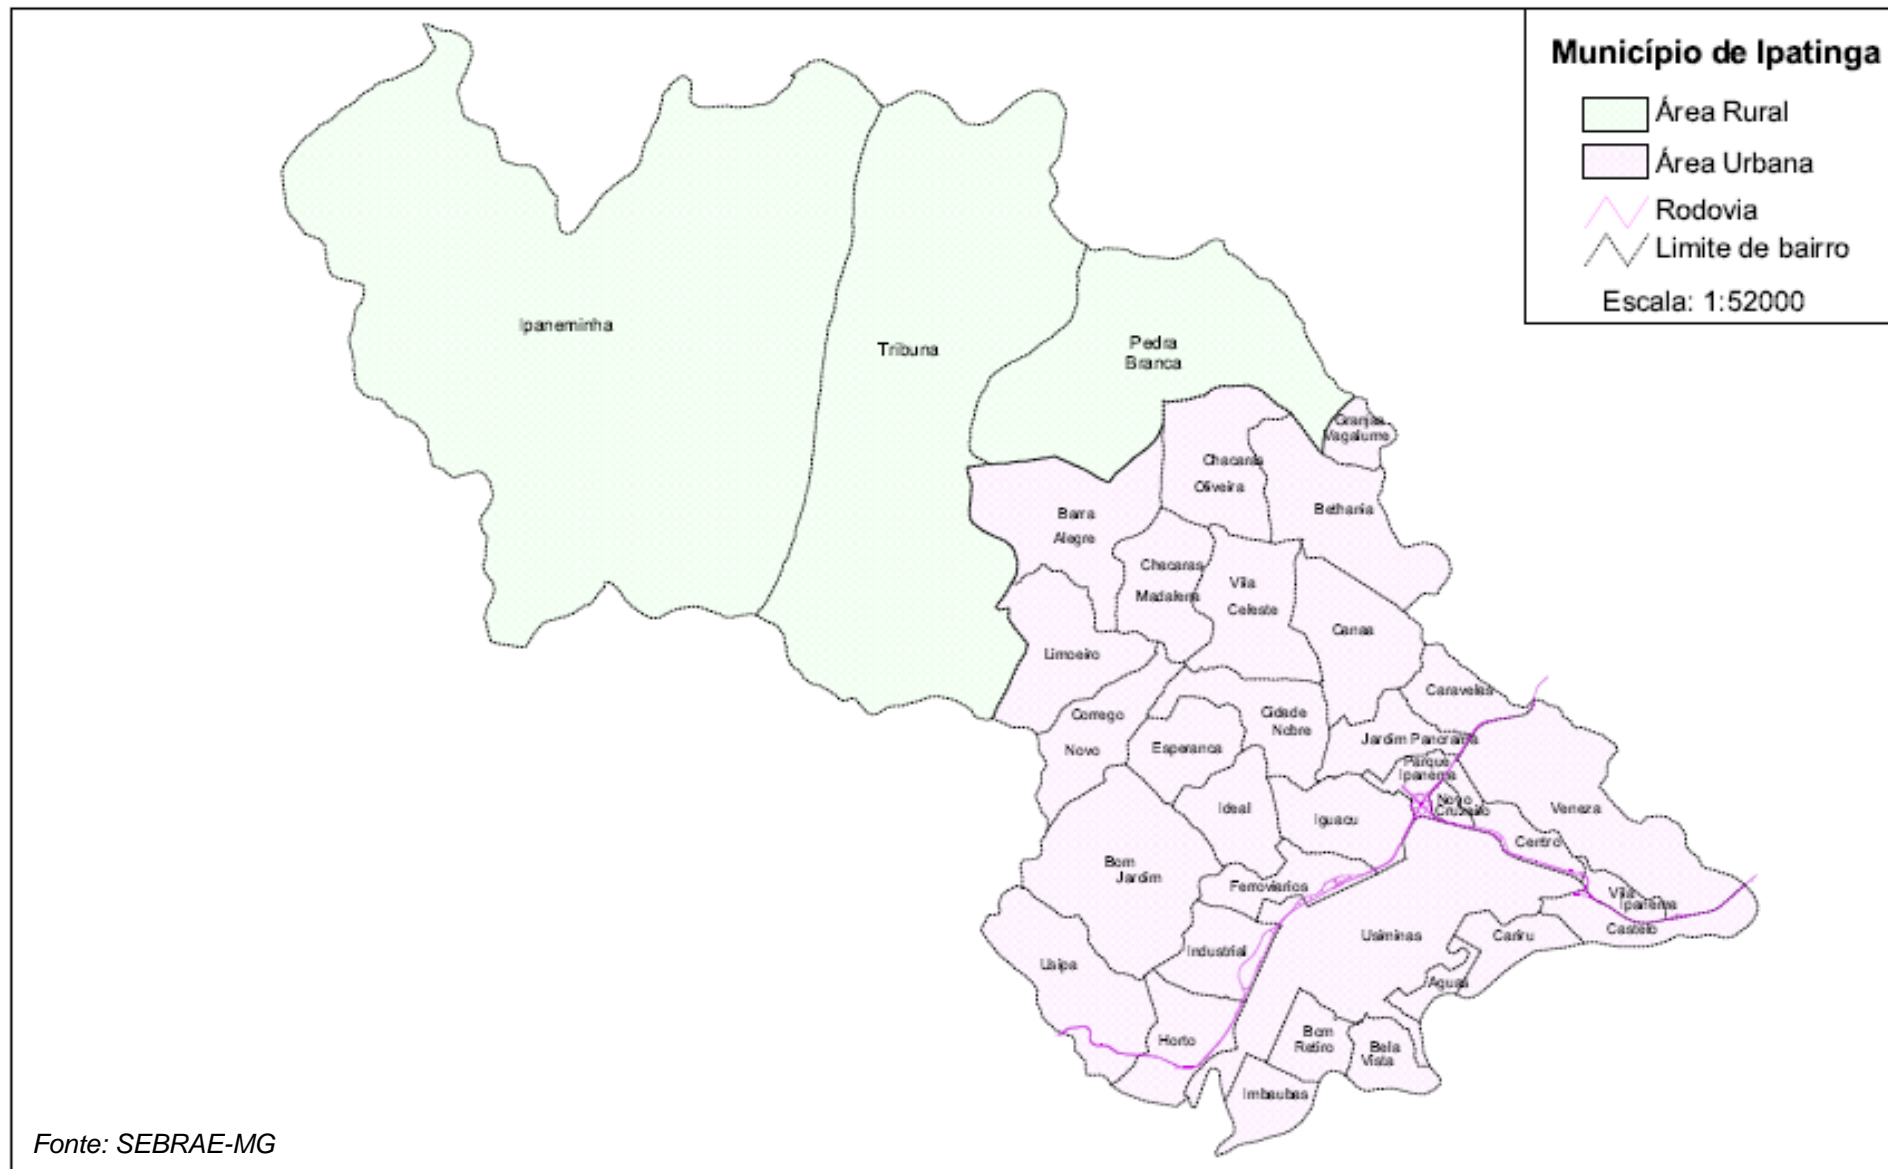 Município de Ipatinga
Área Rural
Área Urbana
Rodovia
Limite de bairro
Escala: 1:52000
Ipaneminha
Tribuna
Pedra
Branca
Granjas
Vagalume
Chacaras
Oliveira
Bethania
Barra
Alegre
Chacaras
Madalena
Vila
Celeste
Canaa
Limoeiro
Caravelas
Corrego
Novo
Cidade
Nobre
Esperanca
Jardim Panorama
Parque
Ipanema
Novo
Cruzeiro
Ideal
Iguacu
Veneza
Centro
Bom
Jardim
Ferroviarios
Vila
Ipanema
Castelo
Usiminas
Cariru
Industrial
Usipa
Aguas
Horto
Bom
Retiro
Bela
Vista
Imbaubas
Fonte: SEBRAE-MG